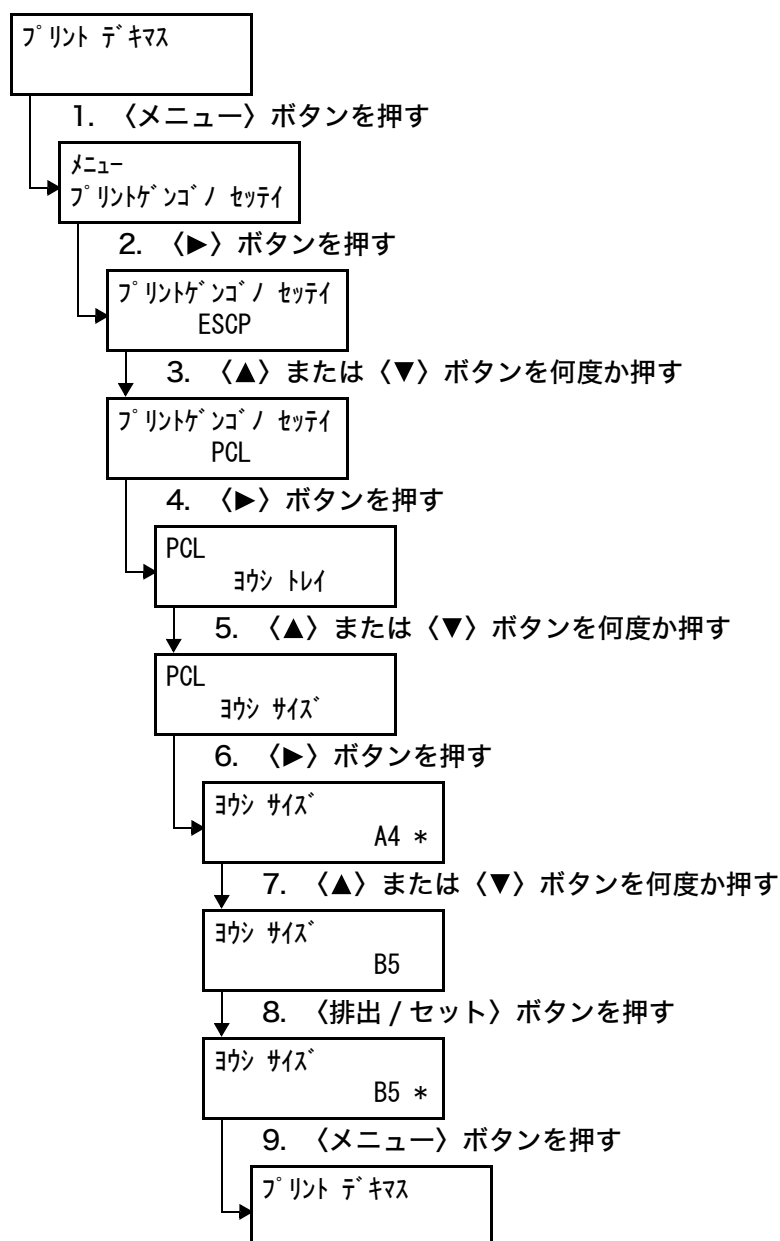 ﾌﾟﾘﾝﾄ ﾃﾞｷﾏｽ
1. 〈メニュー〉ボタンを押す
ﾒﾆｭｰ
ﾌﾟﾘﾝﾄｹﾞﾝｺﾞﾉ ｾｯﾃｲ
2. 〈▶〉ボタンを押す
ﾌﾟﾘﾝﾄｹﾞﾝｺﾞﾉ ｾｯﾃｲ
ESCP
3. 〈▲〉または〈▼〉ボタンを何度か押す
ﾌﾟﾘﾝﾄｹﾞﾝｺﾞﾉ ｾｯﾃｲ
PCL
4. 〈▶〉ボタンを押す
PCL
ﾖｳｼ ﾄﾚｲ
5. 〈▲〉または〈▼〉ボタンを何度か押す
PCL
ﾖｳｼ ｻｲｽﾞ
6. 〈▶〉ボタンを押す
ﾖｳｼ ｻｲｽﾞ
A4 *
7. 〈▲〉または〈▼〉ボタンを何度か押す
ﾖｳｼ ｻｲｽﾞ
B5
8. 〈排出 / セット〉ボタンを押す
ﾖｳｼ ｻｲｽﾞ
B5 *
9. 〈メニュー〉ボタンを押す
ﾌﾟﾘﾝﾄ ﾃﾞｷﾏｽ